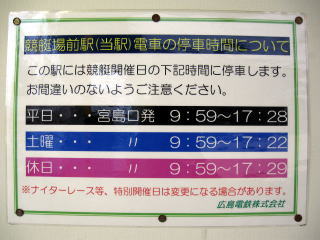 競艇場前駅(当駅)電車の停車時間について
この駅には競艇開催日の下記時間に停車します。
お間違いのないようご注意ください。
平日・・・宮島口発 9:59~17:28
土曜・・・ 〃 9:59~17:22
休日・・・ 〃 9:59~17:29
※ナイターレース等、特別開催日は変更になる場合があります。
広島電鉄株式会社